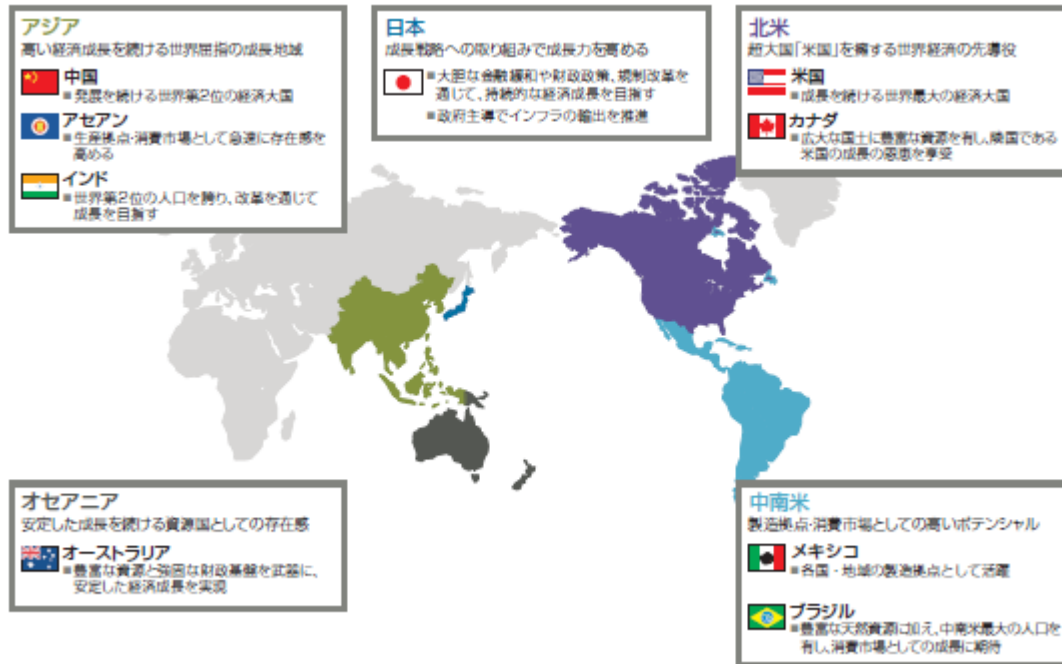 アジア
高い経済成長を続ける世界屈指の成長地域
中国
■発展を続ける世界第2位の経済大国
アセアン
■生産拠点・消費市場として急速に存在感を
高める
インド
■世界第2位の人口を誇り、改革を通じて
成長を目指す
日本
成長戦略への取り組みで成長力を高める
■大胆な金融緩和や財政政策、規制改革を
通じて、持続的な経済成長を目指す
■政府主導でインフラの輸出を推進
北米
超大国「米国」を擁する世界経済の先導役
米国
■成長を続ける世界最大の経済大国
カナダ
■広大な国土に豊富な資源を有し、隣国である
米国の成長の恩恵を享受
オセアニア
安定した成長を続ける資源国としての存在感
オーストラリア
■豊富な資源と強固な財政基盤を武器に、
安定した経済成長を実現
中南米
製造拠点・消費市場としての高いポテンシャル
メキシコ
■各国・地域の製造拠点として活躍
ブラジル
■豊富な天然資源に加え、中南米最大の人口を
有し、消費市場としての成長に期待